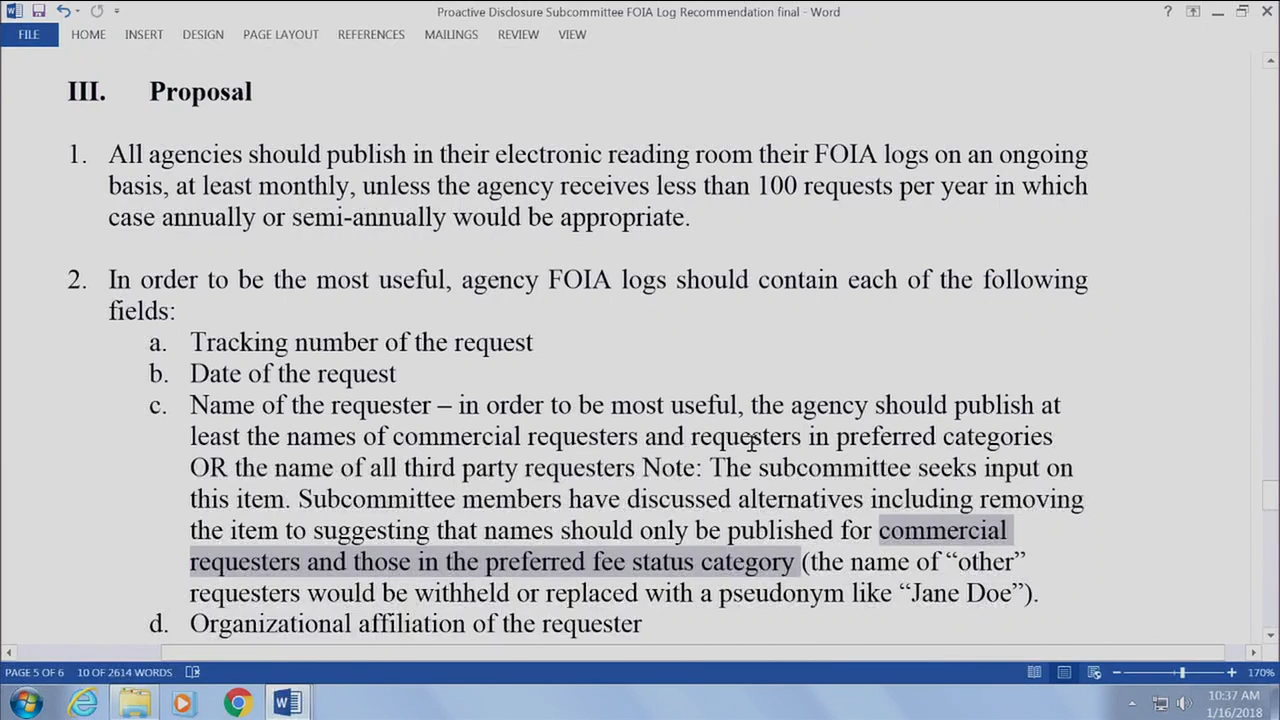 Proactive Disclosure Subcommittee FOIA Log Recommendation final - Word
FILE HOME INSERT DESIGN PAGE LAYOUT REFERENCES MAILINGS REVIEW VIEW
III. Proposal
1. All agencies should publish in their electronic reading room their FOIA logs on an ongoing
basis, at least monthly, unless the agency receives less than 100 requests per year in which
case annually or semi-annually would be appropriate.
2. In order to be the most useful, agency FOIA logs should contain each of the following
fields:
a. Tracking number of the request
b. Date of the request
c. Name of the requester – in order to be most useful, the agency should publish at
least the names of commercial requesters and requesters in preferred categories
OR the name of all third party requesters Note: The subcommittee seeks input on
this item. Subcommittee members have discussed alternatives including removing
the item to suggesting that names should only be published for commercial
requesters and those in the preferred fee status category (the name of “other”
requesters would be withheld or replaced with a pseudonym like “Jane Doe”).
d. Organizational affiliation of the requester
PAGE 5 OF 6 10 OF 2614 WORDS 170%
10:37 AM
1/16/2018